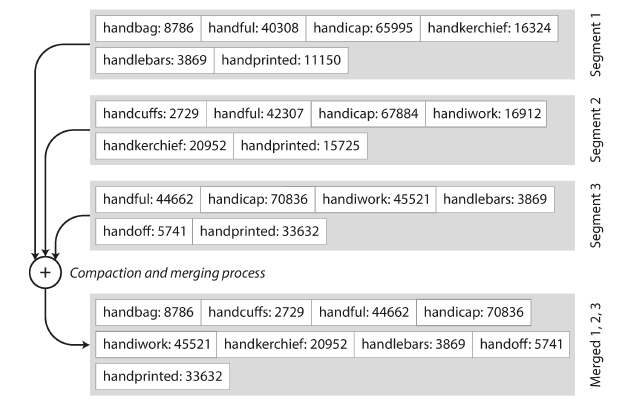 handbag: 8786 handful: 40308 handicap: 65995 handkerchief: 16324
handlebars: 3869 handprinted: 11150
Segment 1
handcuffs: 2729 handful: 42307 handicap: 67884 handiwork: 16912
handkerchief: 20952 handprinted: 15725
Segment 2
handful: 44662 handicap: 70836 handiwork: 45521 handlebars: 3869
handoff: 5741 handprinted: 33632
Segment 3
+ Compaction and merging process
handbag: 8786 handcuffs: 2729 handful: 44662 handicap: 70836
handiwork: 45521 handkerchief: 20952 handlebars: 3869 handoff: 5741
handprinted: 33632
Merged 1, 2, 3